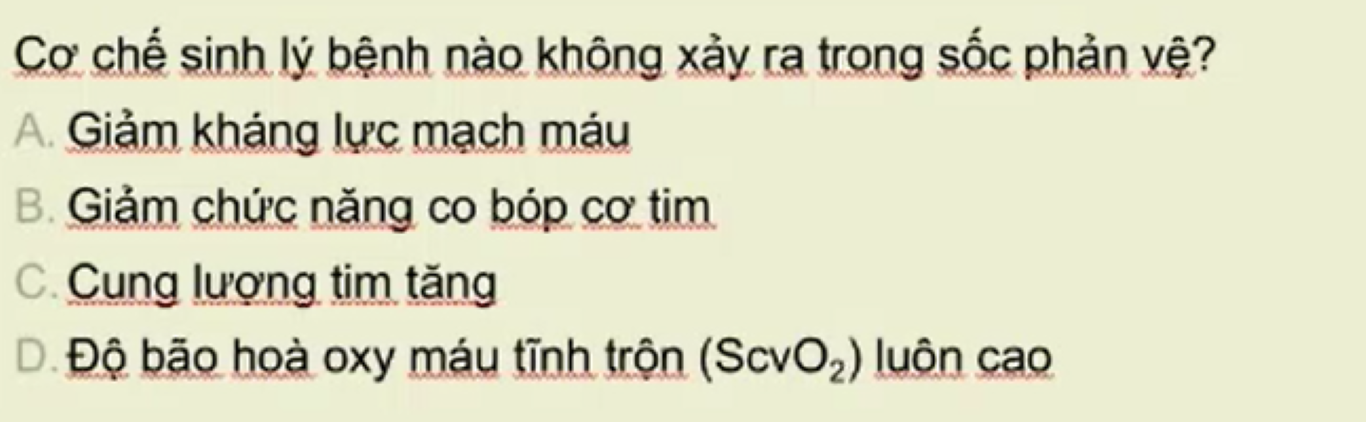 Cơ chế sinh lý bệnh nào không xảy ra trong sốc phản vệ?
A. Giảm kháng lực mạch máu
B. Giảm chức năng co bóp cơ tim
C. Cung lượng tim tăng
D. Độ bão hoà oxy máu tĩnh trộn (ScvO₂) luôn cao